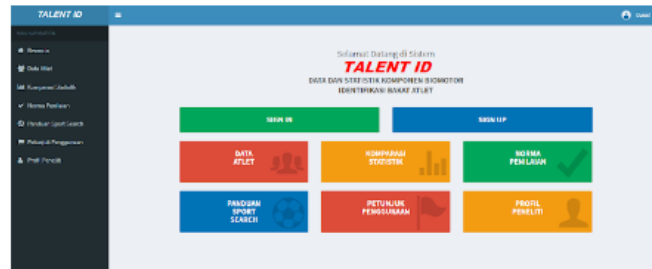 TALENT ID
Beranda
Data Atlet
Komparasi Statistik
Norma Penilaian
Panduan Sport Search
Petunjuk Penggunaan
Profil Peneliti
Selamat Datang di Sistem
TALENT ID
DATA DAN STATISTIK KOMPONEN BIOMOTOR
IDENTIFIKASI BAKAT ATLET
SIGN IN
SIGN UP
DATA
ATLET
KOMPARASI
STATISTIK
NORMA
PENILAIAN
PANDUAN
SPORT
SEARCH
PETUNJUK
PENGGUNAAN
PROFIL
PENELITI